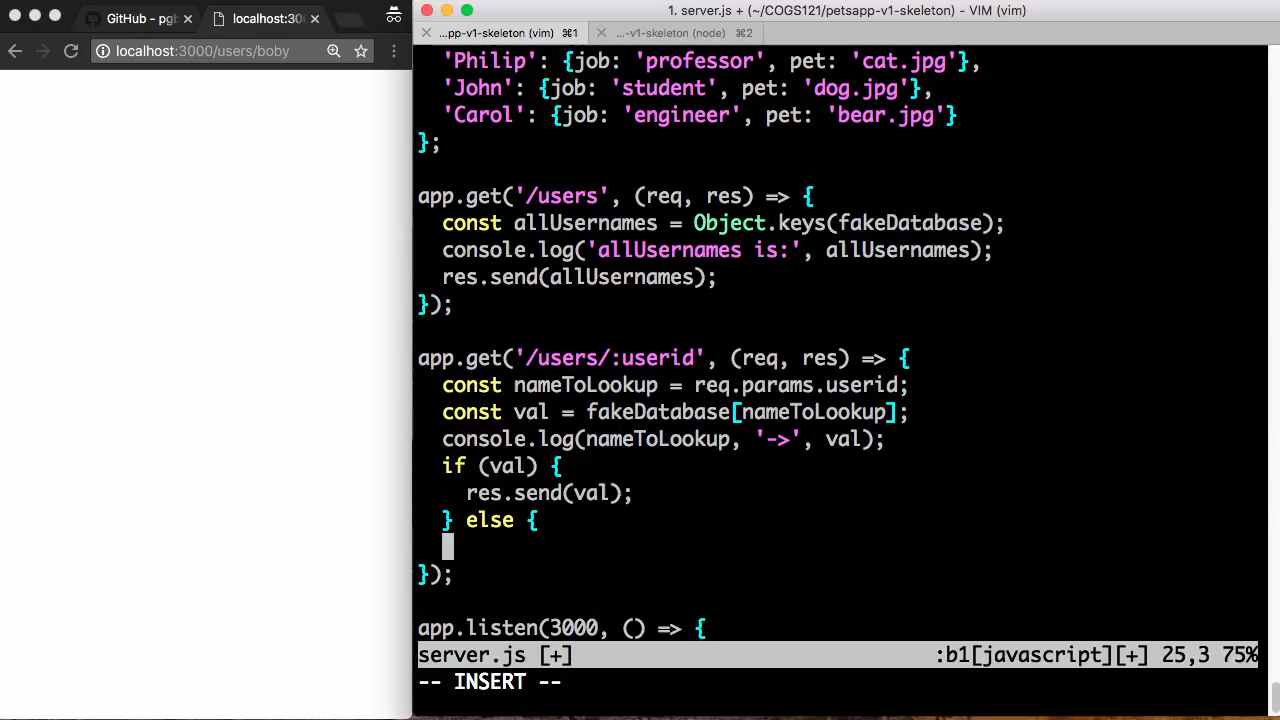 GitHub - pgb
localhost:300
localhost:3000/users/boby
1. server.js + (~/COGS121/petsapp-v1-skeleton) - VIM (vim)
...pp-v1-skeleton (vim) ⌘1
...-v1-skeleton (node) ⌘2
'Philip': {job: 'professor', pet: 'cat.jpg'},
'John': {job: 'student', pet: 'dog.jpg'},
'Carol': {job: 'engineer', pet: 'bear.jpg'}
};
app.get('/users', (req, res) => {
const allUsernames = Object.keys(fakeDatabase);
console.log('allUsernames is:', allUsernames);
res.send(allUsernames);
});
app.get('/users/:userid', (req, res) => {
const nameToLookup = req.params.userid;
const val = fakeDatabase[nameToLookup];
console.log(nameToLookup, '->', val);
if (val) {
res.send(val);
} else {
});
app.listen(3000, () => {
server.js [+] :b1[javascript][+] 25,3 75%
-- INSERT --